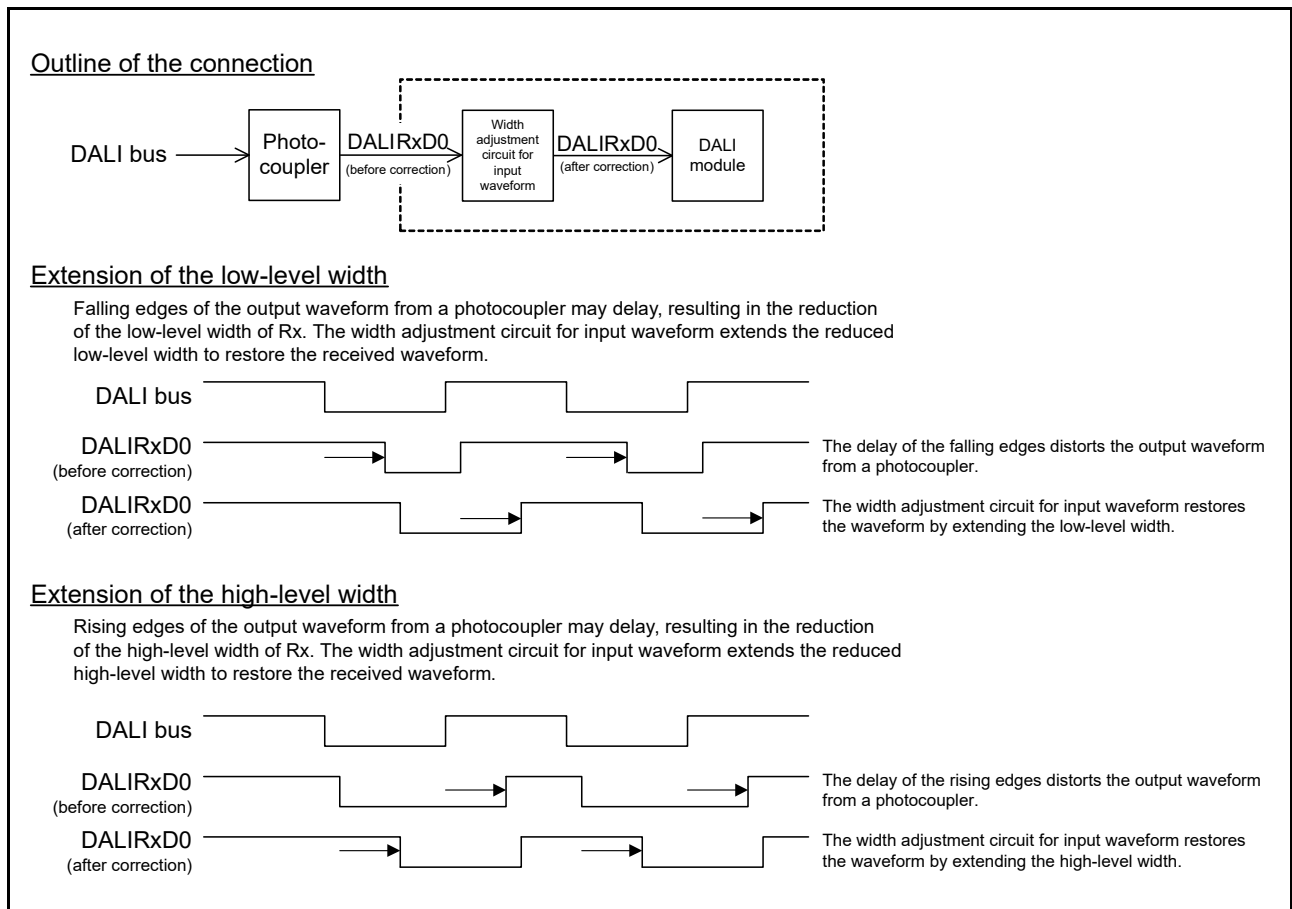 Outline of the connection
DALI bus
Photo-
coupler
DALIRxD0
(before correction)
Width
adjustment
circuit for
input
waveform
DALIRxD0
(after correction)
DALI
module
Extension of the low-level width
Falling edges of the output waveform from a photocoupler may delay, resulting in the reduction
of the low-level width of Rx. The width adjustment circuit for input waveform extends the reduced
low-level width to restore the received waveform.
DALI bus
DALIRxD0
(before correction)
The delay of the falling edges distorts the output waveform
from a photocoupler.
DALIRxD0
(after correction)
The width adjustment circuit for input waveform restores
the waveform by extending the low-level width.
Extension of the high-level width
Rising edges of the output waveform from a photocoupler may delay, resulting in the reduction
of the high-level width of Rx. The width adjustment circuit for input waveform extends the reduced
high-level width to restore the received waveform.
DALI bus
DALIRxD0
(before correction)
The delay of the rising edges distorts the output waveform
from a photocoupler.
DALIRxD0
(after correction)
The width adjustment circuit for input waveform restores
the waveform by extending the high-level width.